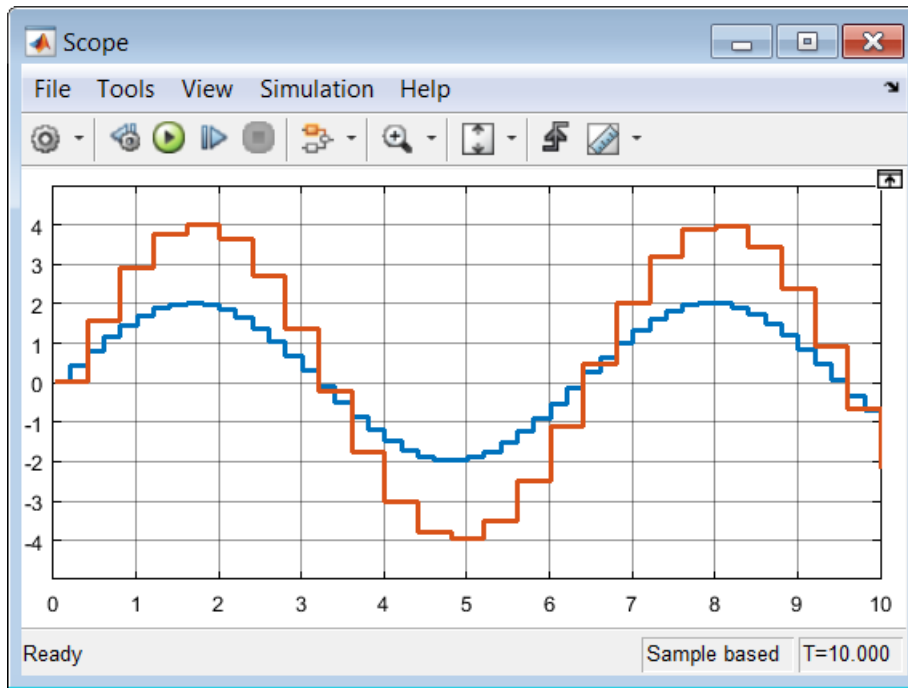 Scope
File Tools View Simulation Help
4
3
2
1
0
-1
-2
-3
-4
0 1 2 3 4 5 6 7 8 9 10
Ready Sample based T=10.000